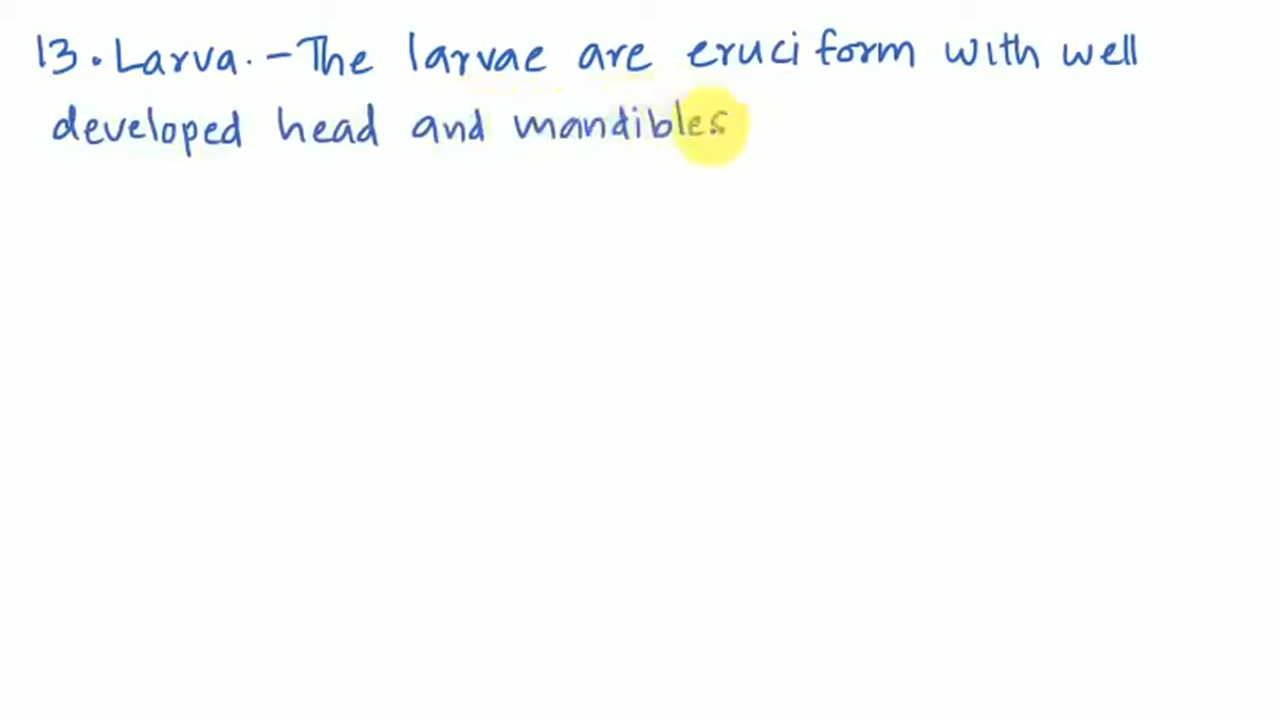 13. Larva. - The larvae are eruciform with well
developed head and mandibles